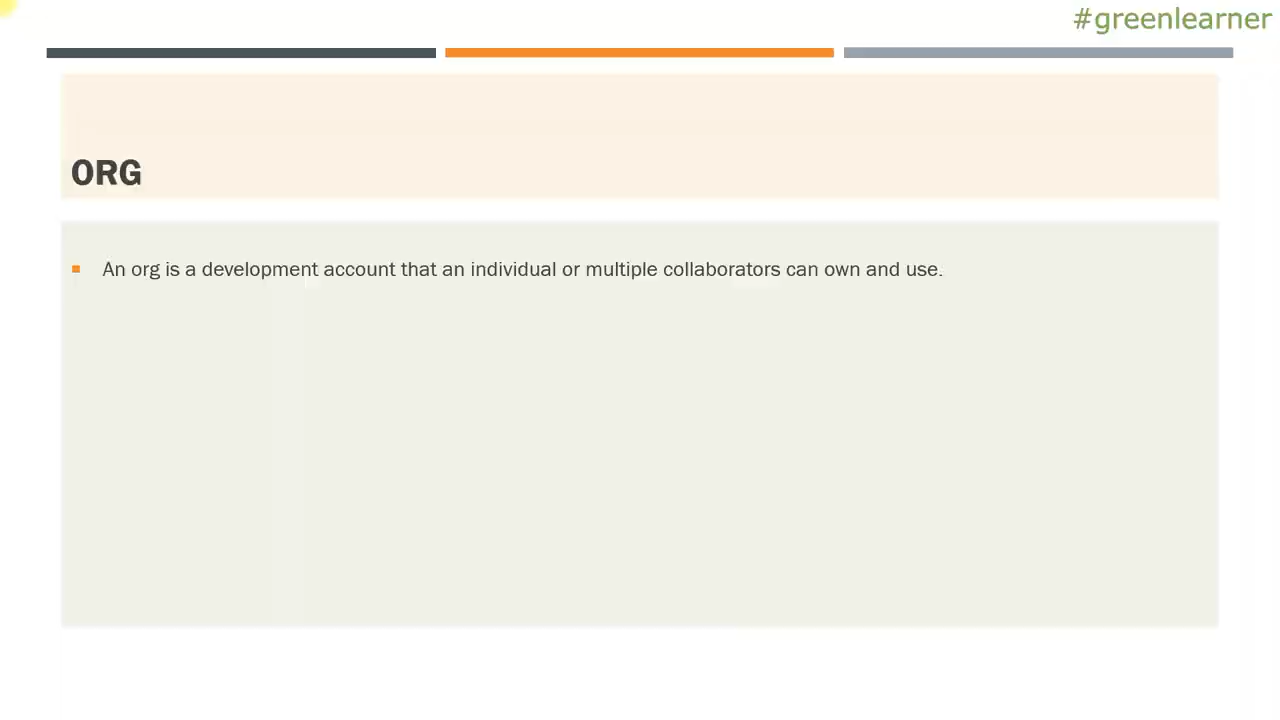 #greenlearner
ORG
An org is a development account that an individual or multiple collaborators can own and use.